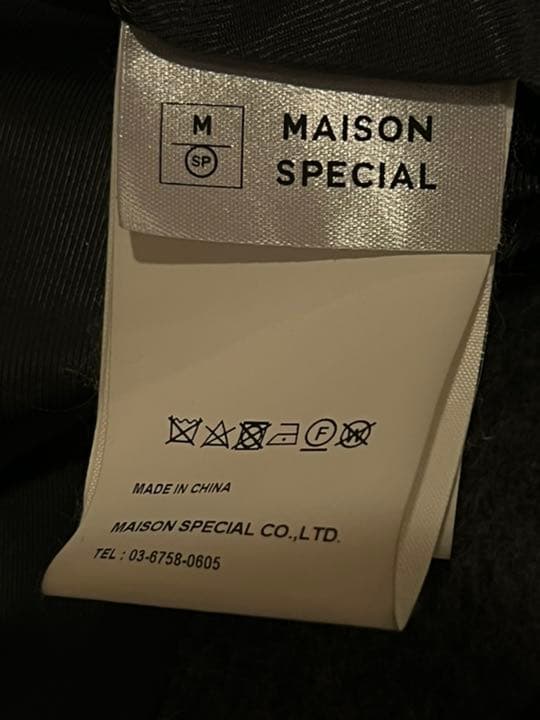 M
SP
MAISON
SPECIAL
F
W
MADE IN CHINA
MAISON SPECIAL CO.,LTD.
TEL : 03-6758-0605